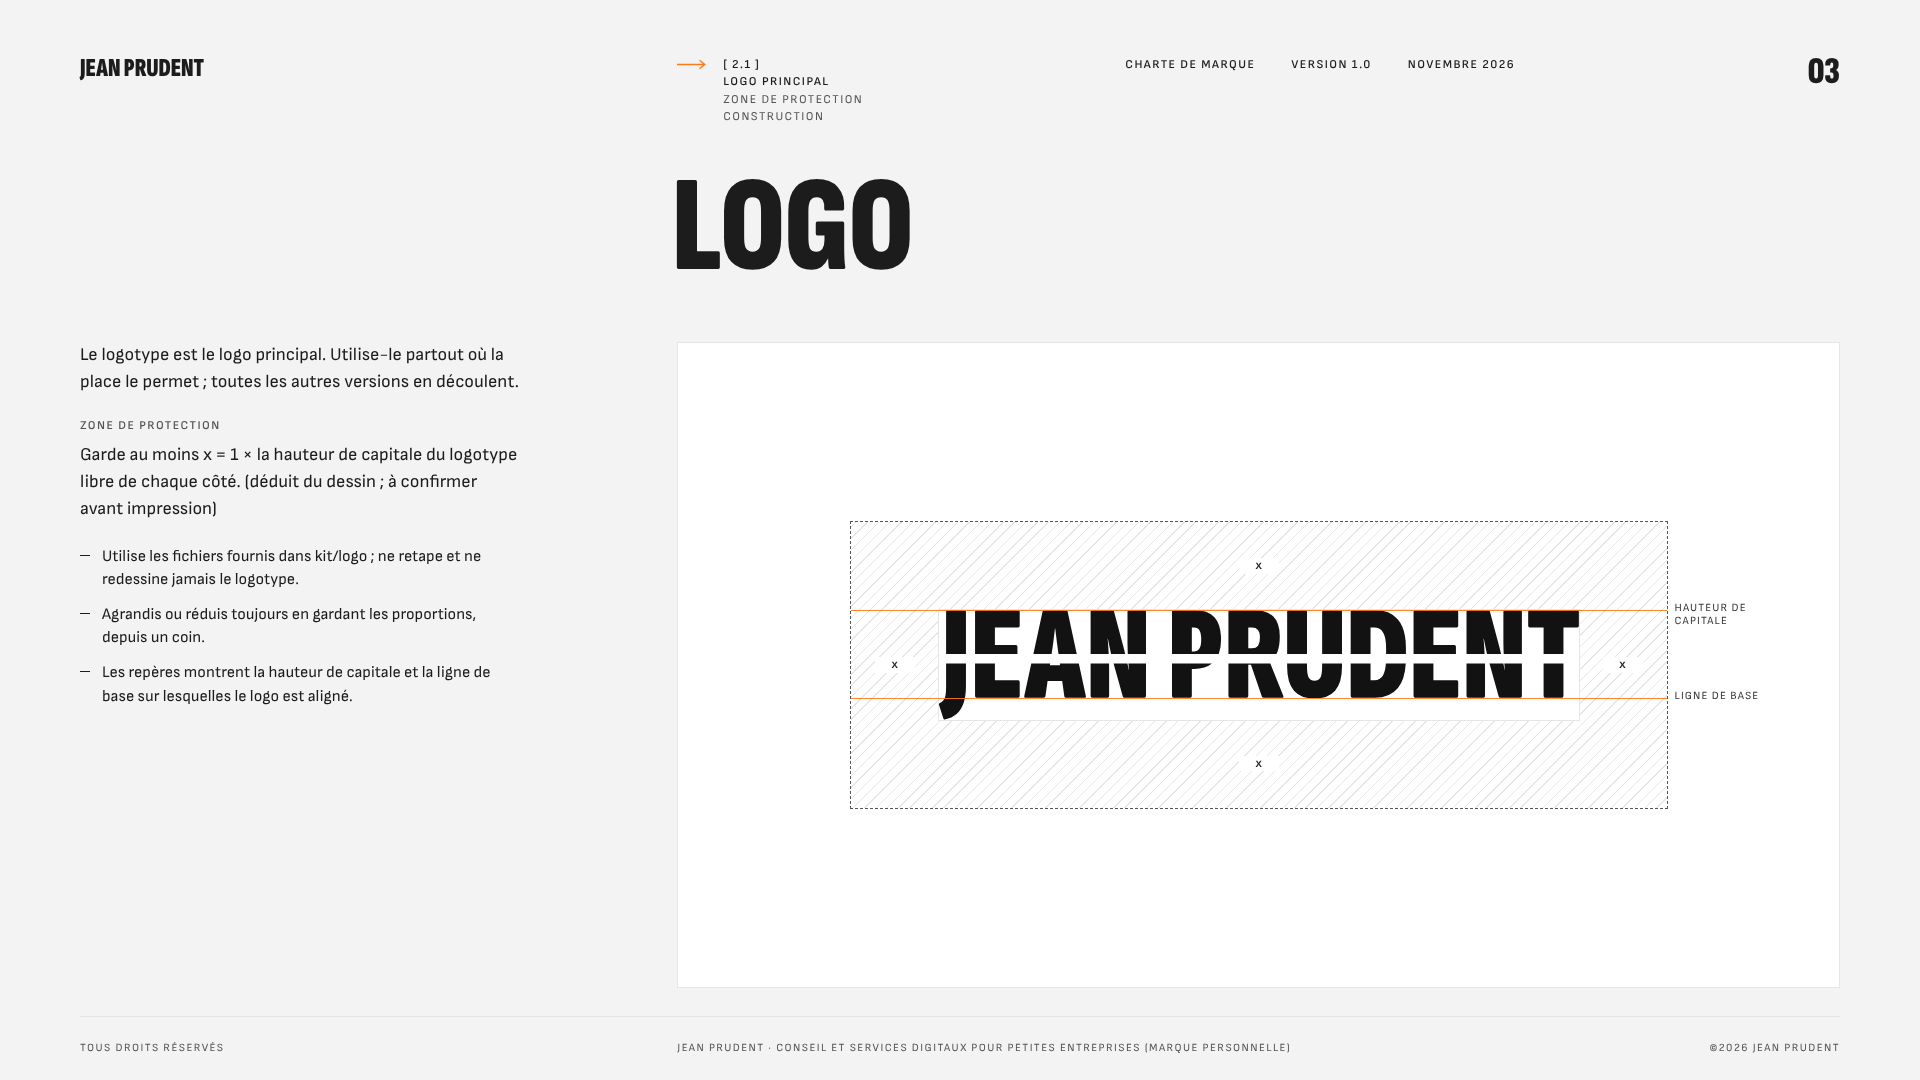 JEAN PRUDENT
[ 2.1 ]
LOGO PRINCIPAL
ZONE DE PROTECTION
CONSTRUCTION
CHARTE DE MARQUE
VERSION 1.0
NOVEMBRE 2026
03
LOGO
Le logotype est le logo principal. Utilise-le partout où la
place le permet ; toutes les autres versions en découlent.
ZONE DE PROTECTION
Garde au moins x = 1 × la hauteur de capitale du logotype
libre de chaque côté. (déduit du dessin ; à confirmer
avant impression)
— Utilise les fichiers fournis dans kit/logo ; ne retape et ne
redessine jamais le logotype.
— Agrandis ou réduis toujours en gardant les proportions,
depuis un coin.
— Les repères montrent la hauteur de capitale et la ligne de
base sur lesquelles le logo est aligné.
x
HAUTEUR DE
CAPITALE
x
JEAN PRUDENT
x
LIGNE DE BASE
x
TOUS DROITS RÉSERVÉS
JEAN PRUDENT · CONSEIL ET SERVICES DIGITAUX POUR PETITES ENTREPRISES (MARQUE PERSONNELLE)
©2026 JEAN PRUDENT